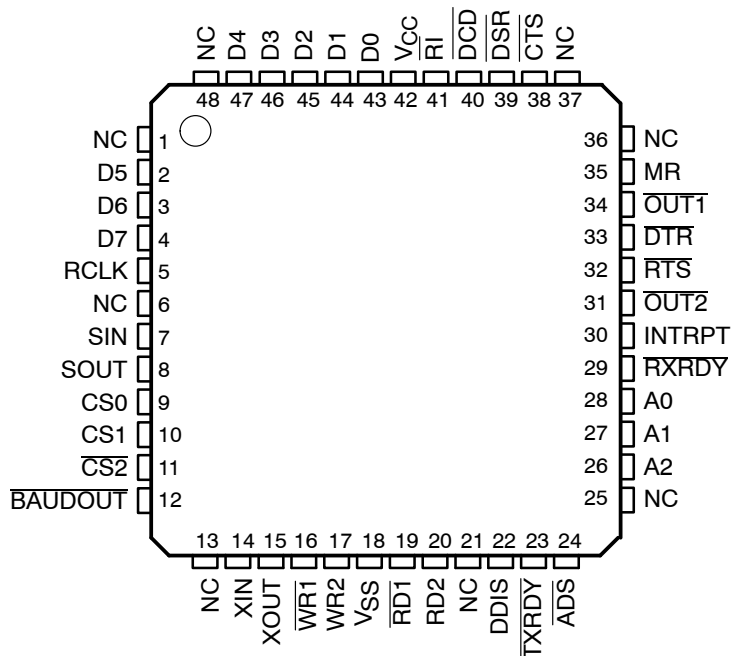 NC D4 D3 D2 D1 D0 VCC RI DCD DSR CTS NC
48 47 46 45 44 43 42 41 40 39 38 37
NC 1 36 NC
D5 2 35 MR
D6 3 34 OUT1
D7 4 33 DTR
RCLK 5 32 RTS
NC 6 31 OUT2
SIN 7 30 INTRPT
SOUT 8 29 RXRDY
CS0 9 28 A0
CS1 10 27 A1
CS2 11 26 A2
BAUDOUT 12 25 NC
13 14 15 16 17 18 19 20 21 22 23 24
NC XIN XOUT WR1 WR2 VSS RD1 RD2 NC DDIS TXRDY ADS